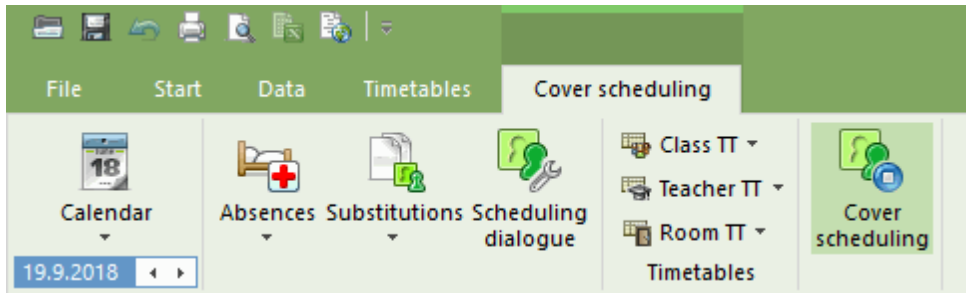 File Start Data Timetables Cover scheduling
18
Calendar
19.9.2018
Absences
Substitutions
Scheduling
dialogue
Class TT
Teacher TT
Room TT
Timetables
Cover
scheduling